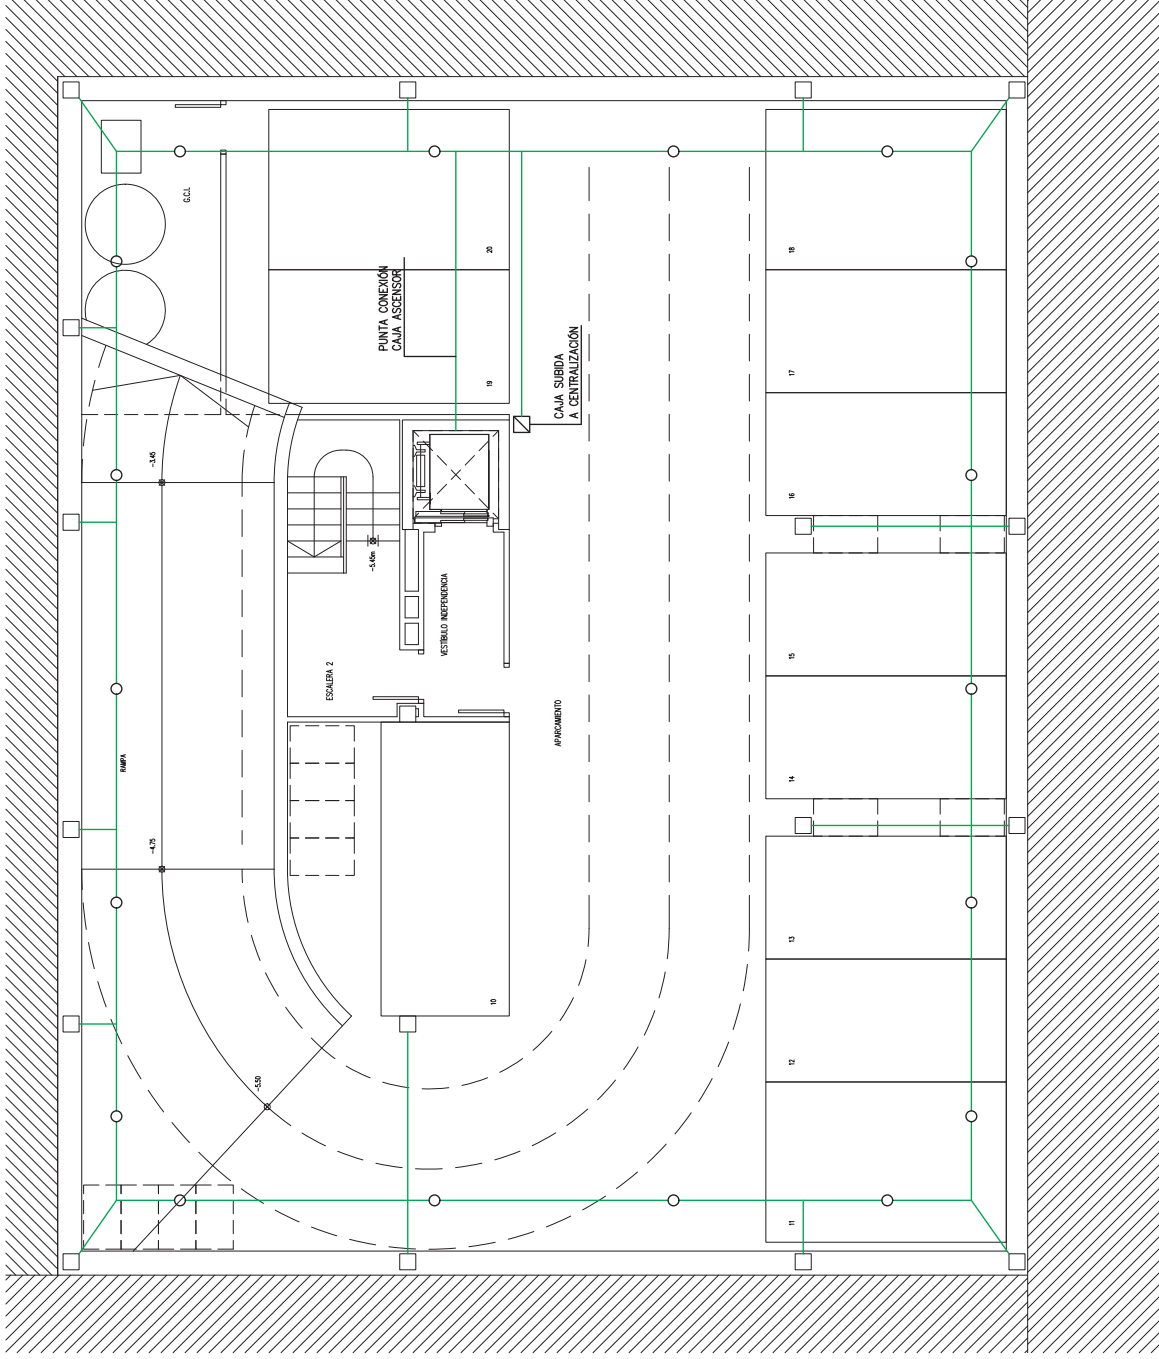 G.C.I.
20
18
PUNTA CONEXIÓN
CAJA ASCENSOR
19
17
CAJA SUBIDA
A CENTRALIZACIÓN
-3.45
16
-5.45m
VESTÍBULO INDEPENDENCIA
ESCALERA 2
15
APARCAMIENTO
RAMPA
14
-4.75
13
10
12
-5.50
11